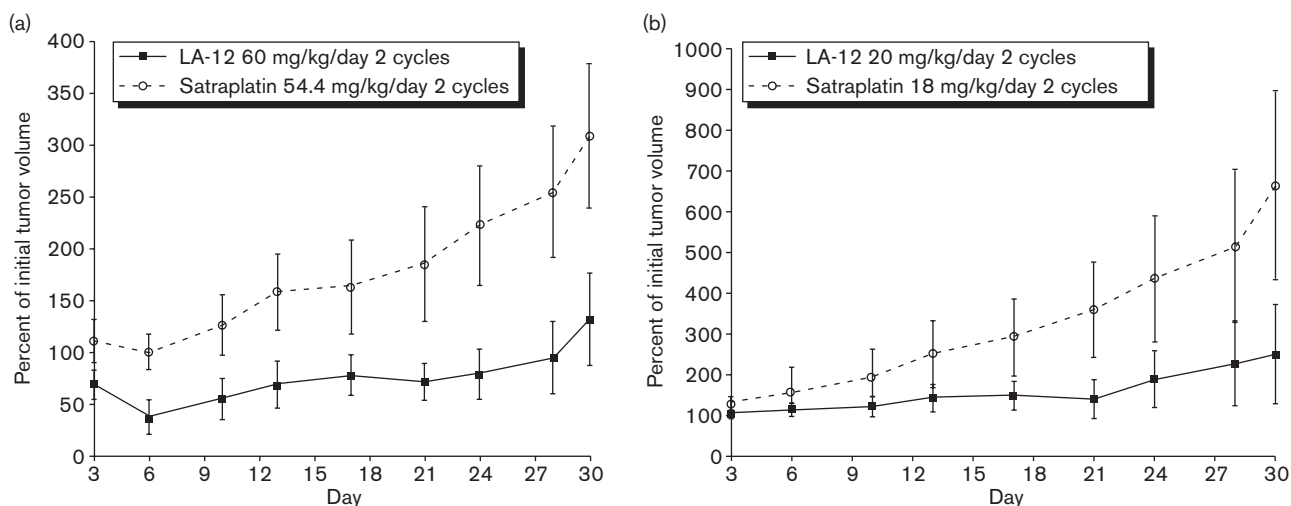 (a)
400
350
300
250
200
150
100
50
0
Percent of initial tumor volume
LA-12 60 mg/kg/day 2 cycles
Satraplatin 54.4 mg/kg/day 2 cycles
3 6 9 12 15 18 21 24 27 30
Day
(b)
1000
900
800
700
600
500
400
300
200
100
0
Percent of initial tumor volume
LA-12 20 mg/kg/day 2 cycles
Satraplatin 18 mg/kg/day 2 cycles
3 6 9 12 15 18 21 24 27 30
Day